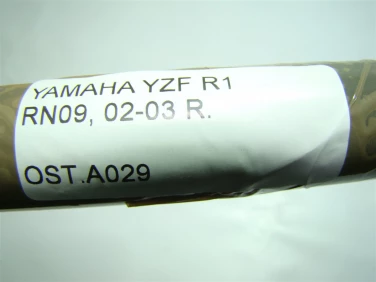 YAMAHA YZF R1
RN09, 02-03 R.
OST.A029